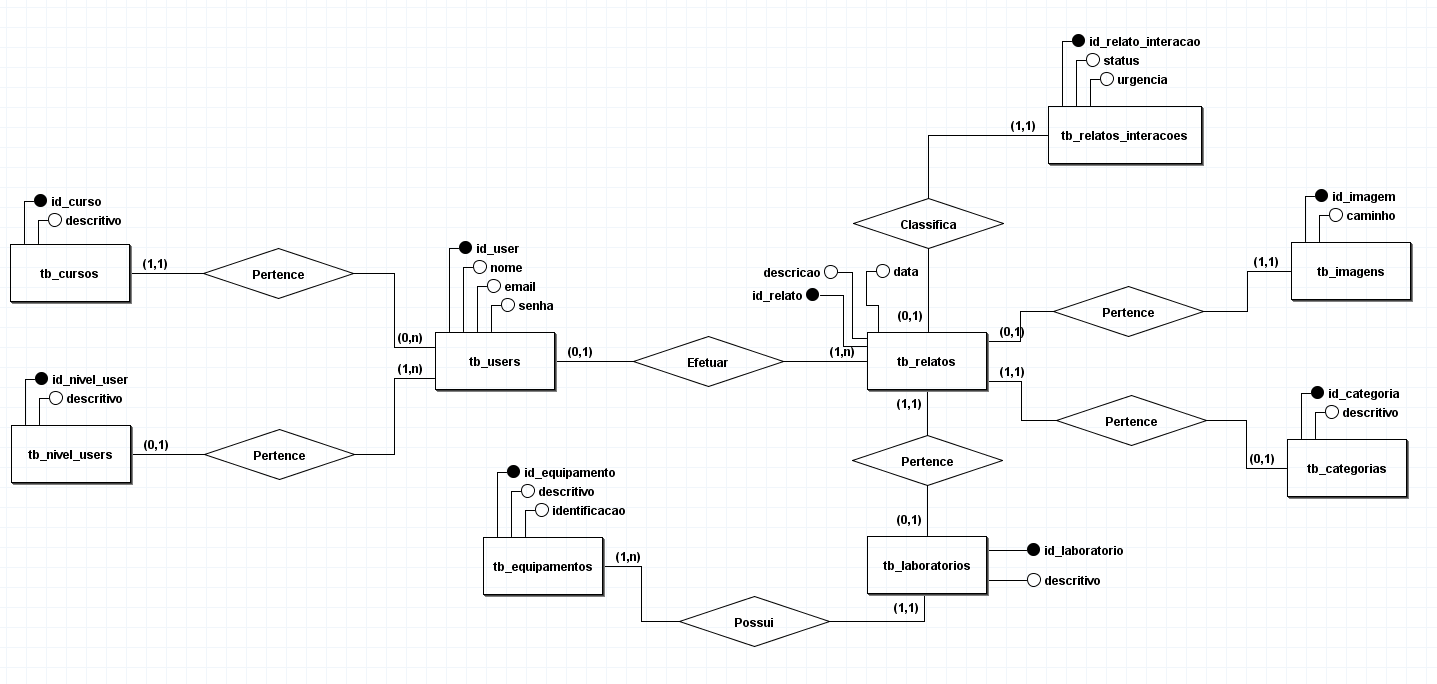 id_relato_interacao
status
urgencia
(1,1)
tb_relatos_interacoes
id_curso
descritivo
(1,1)
tb_cursos
Pertence
id_user
nome
email
senha
(0,n)
tb_users
(1,n)
id_nivel_user
descritivo
(0,1)
tb_nivel_users
Pertence
(0,1)
Efetuar
(1,n)
Classifica
descricao
data
id_relato
(0,1)
tb_relatos
(0,1)
Pertence
id_imagem
caminho
(1,1)
tb_imagens
(1,1)
Pertence
id_categoria
descritivo
(0,1)
tb_categorias
(1,1)
Pertence
(0,1)
id_equipamento
descritivo
identificacao
(1,n)
tb_equipamentos
tb_laboratorios
id_laboratorio
descritivo
(1,1)
Possui